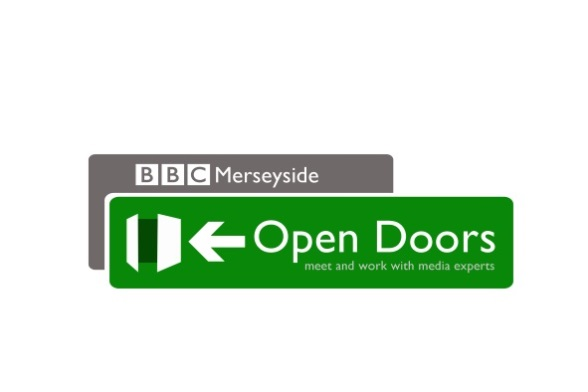 BBC Merseyside
Open Doors
meet and work with media experts